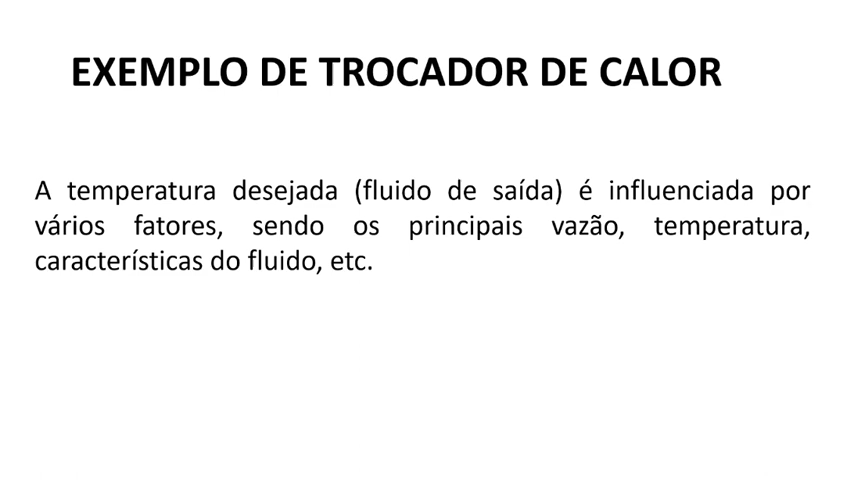 EXEMPLO DE TROCADOR DE CALOR
A temperatura desejada (fluido de saída) é influenciada por
vários fatores, sendo os principais vazão, temperatura,
características do fluido, etc.